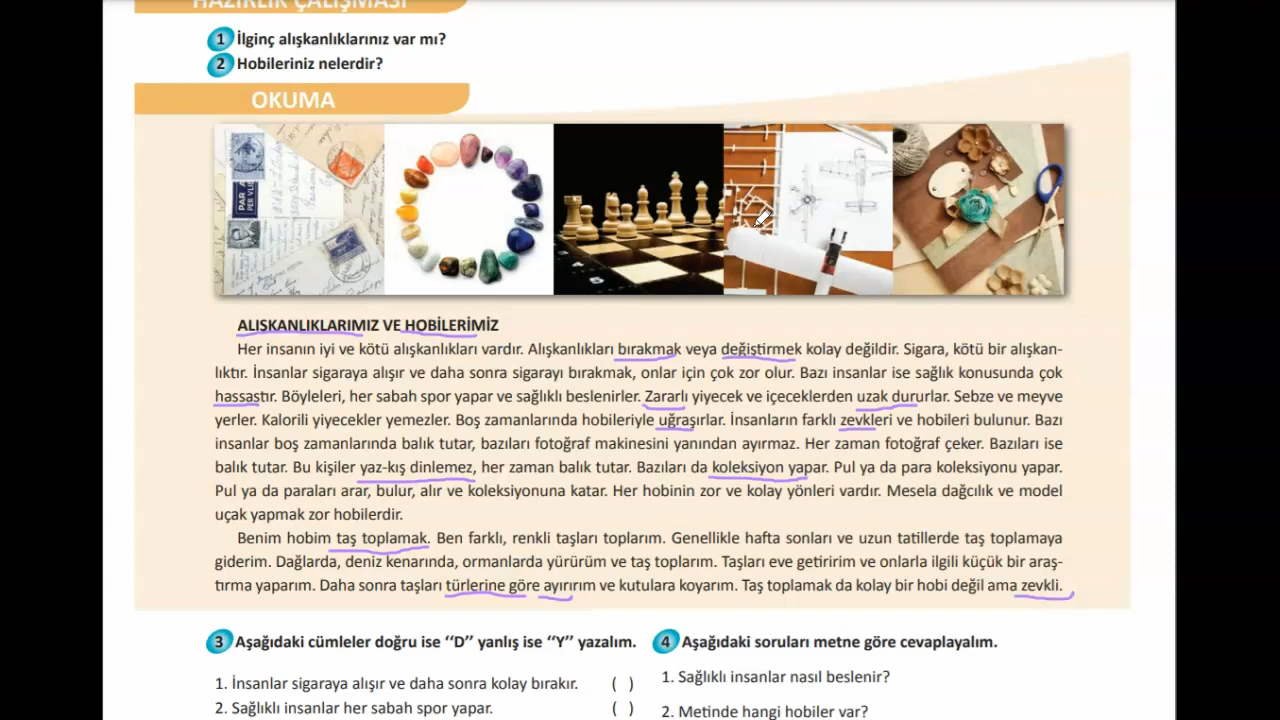 HAZIRLIK ÇALIŞMASI
1 İlginç alışkanlıklarınız var mı?
2 Hobileriniz nelerdir?
OKUMA
PAR
ALIŞKANLIKLARIMIZ VE HOBİLERİMİZ
Her insanın iyi ve kötü alışkanlıkları vardır. Alışkanlıkları bırakmak veya değiştirmek kolay değildir. Sigara, kötü bir alışkan-
lıktır. İnsanlar sigaraya alışır ve daha sonra sigarayı bırakmak, onlar için çok zor olur. Bazı insanlar ise sağlık konusunda çok
hassastır. Böyleleri, her sabah spor yapar ve sağlıklı beslenirler. Zararlı yiyecek ve içeceklerden uzak dururlar. Sebze ve meyve
yerler. Kalorili yiyecekler yemezler. Boş zamanlarında hobileriyle uğraşırlar. İnsanların farklı zevkleri ve hobileri bulunur. Bazı
insanlar boş zamanlarında balık tutar, bazıları fotoğraf makinesini yanından ayırmaz. Her zaman fotoğraf çeker. Bazıları ise
balık tutar. Bu kişiler yaz-kış dinlemez, her zaman balık tutar. Bazıları da koleksiyon yapar. Pul ya da para koleksiyonu yapar.
Pul ya da paraları arar, bulur, alır ve koleksiyonuna katar. Her hobinin zor ve kolay yönleri vardır. Mesela dağcılık ve model
uçak yapmak zor hobilerdir.
Benim hobim taş toplamak. Ben farklı, renkli taşları toplarım. Genellikle hafta sonları ve uzun tatillerde taş toplamaya
giderim. Dağlarda, deniz kenarında, ormanlarda yürürüm ve taş toplarım. Taşları eve getiririm ve onlarla ilgili küçük bir araş-
tırma yaparım. Daha sonra taşları türlerine göre ayırırım ve kutulara koyarım. Taş toplamak da kolay bir hobi değil ama zevkli.
3 Aşağıdaki cümleler doğru ise “D” yanlış ise “Y” yazalım.
1. İnsanlar sigaraya alışır ve daha sonra kolay bırakır. ( )
2. Sağlıklı insanlar her sabah spor yapar. ( )
4 Aşağıdaki soruları metne göre cevaplayalım.
1. Sağlıklı insanlar nasıl beslenir?
2. Metinde hangi hobiler var?